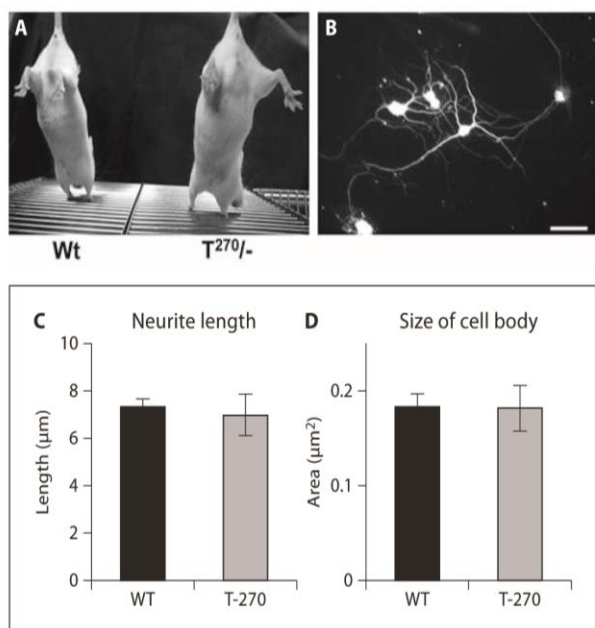 A
B
Wt T²⁷⁰/-
C Neurite length
D Size of cell body
10
8
6
4
2
0
Length (µm)
WT T-270
0.2
0.1
0
Area (µm²)
WT T-270